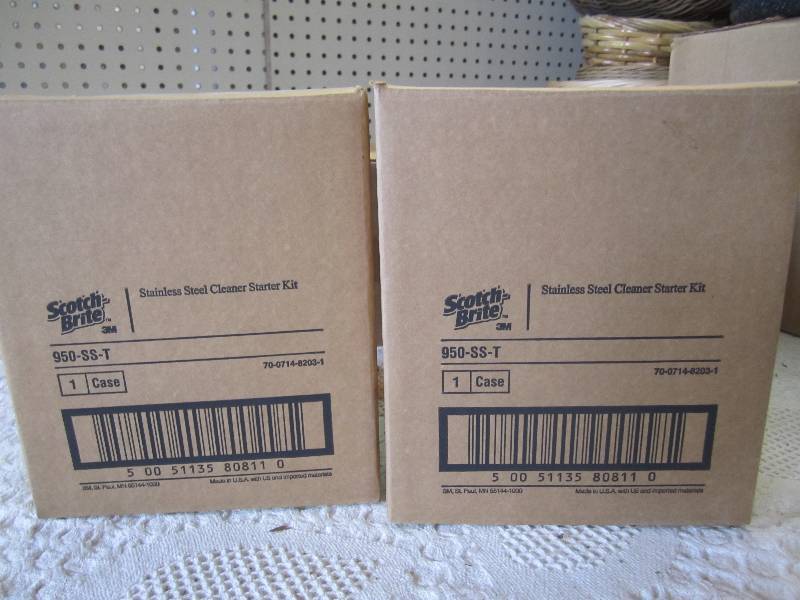 Scotch-Brite™
3M
Stainless Steel Cleaner Starter Kit
950-SS-T
70-0714-8203-1
1 Case
5 00 51135 80811 0
3M, St. Paul, MN 55144-1000
Made in U.S.A. with US and imported materials
Scotch-Brite™
3M
Stainless Steel Cleaner Starter Kit
950-SS-T
70-0714-8203-1
1 Case
5 00 51135 80811 0
3M, St. Paul, MN 55144-1000
Made in U.S.A. with US and imported materials